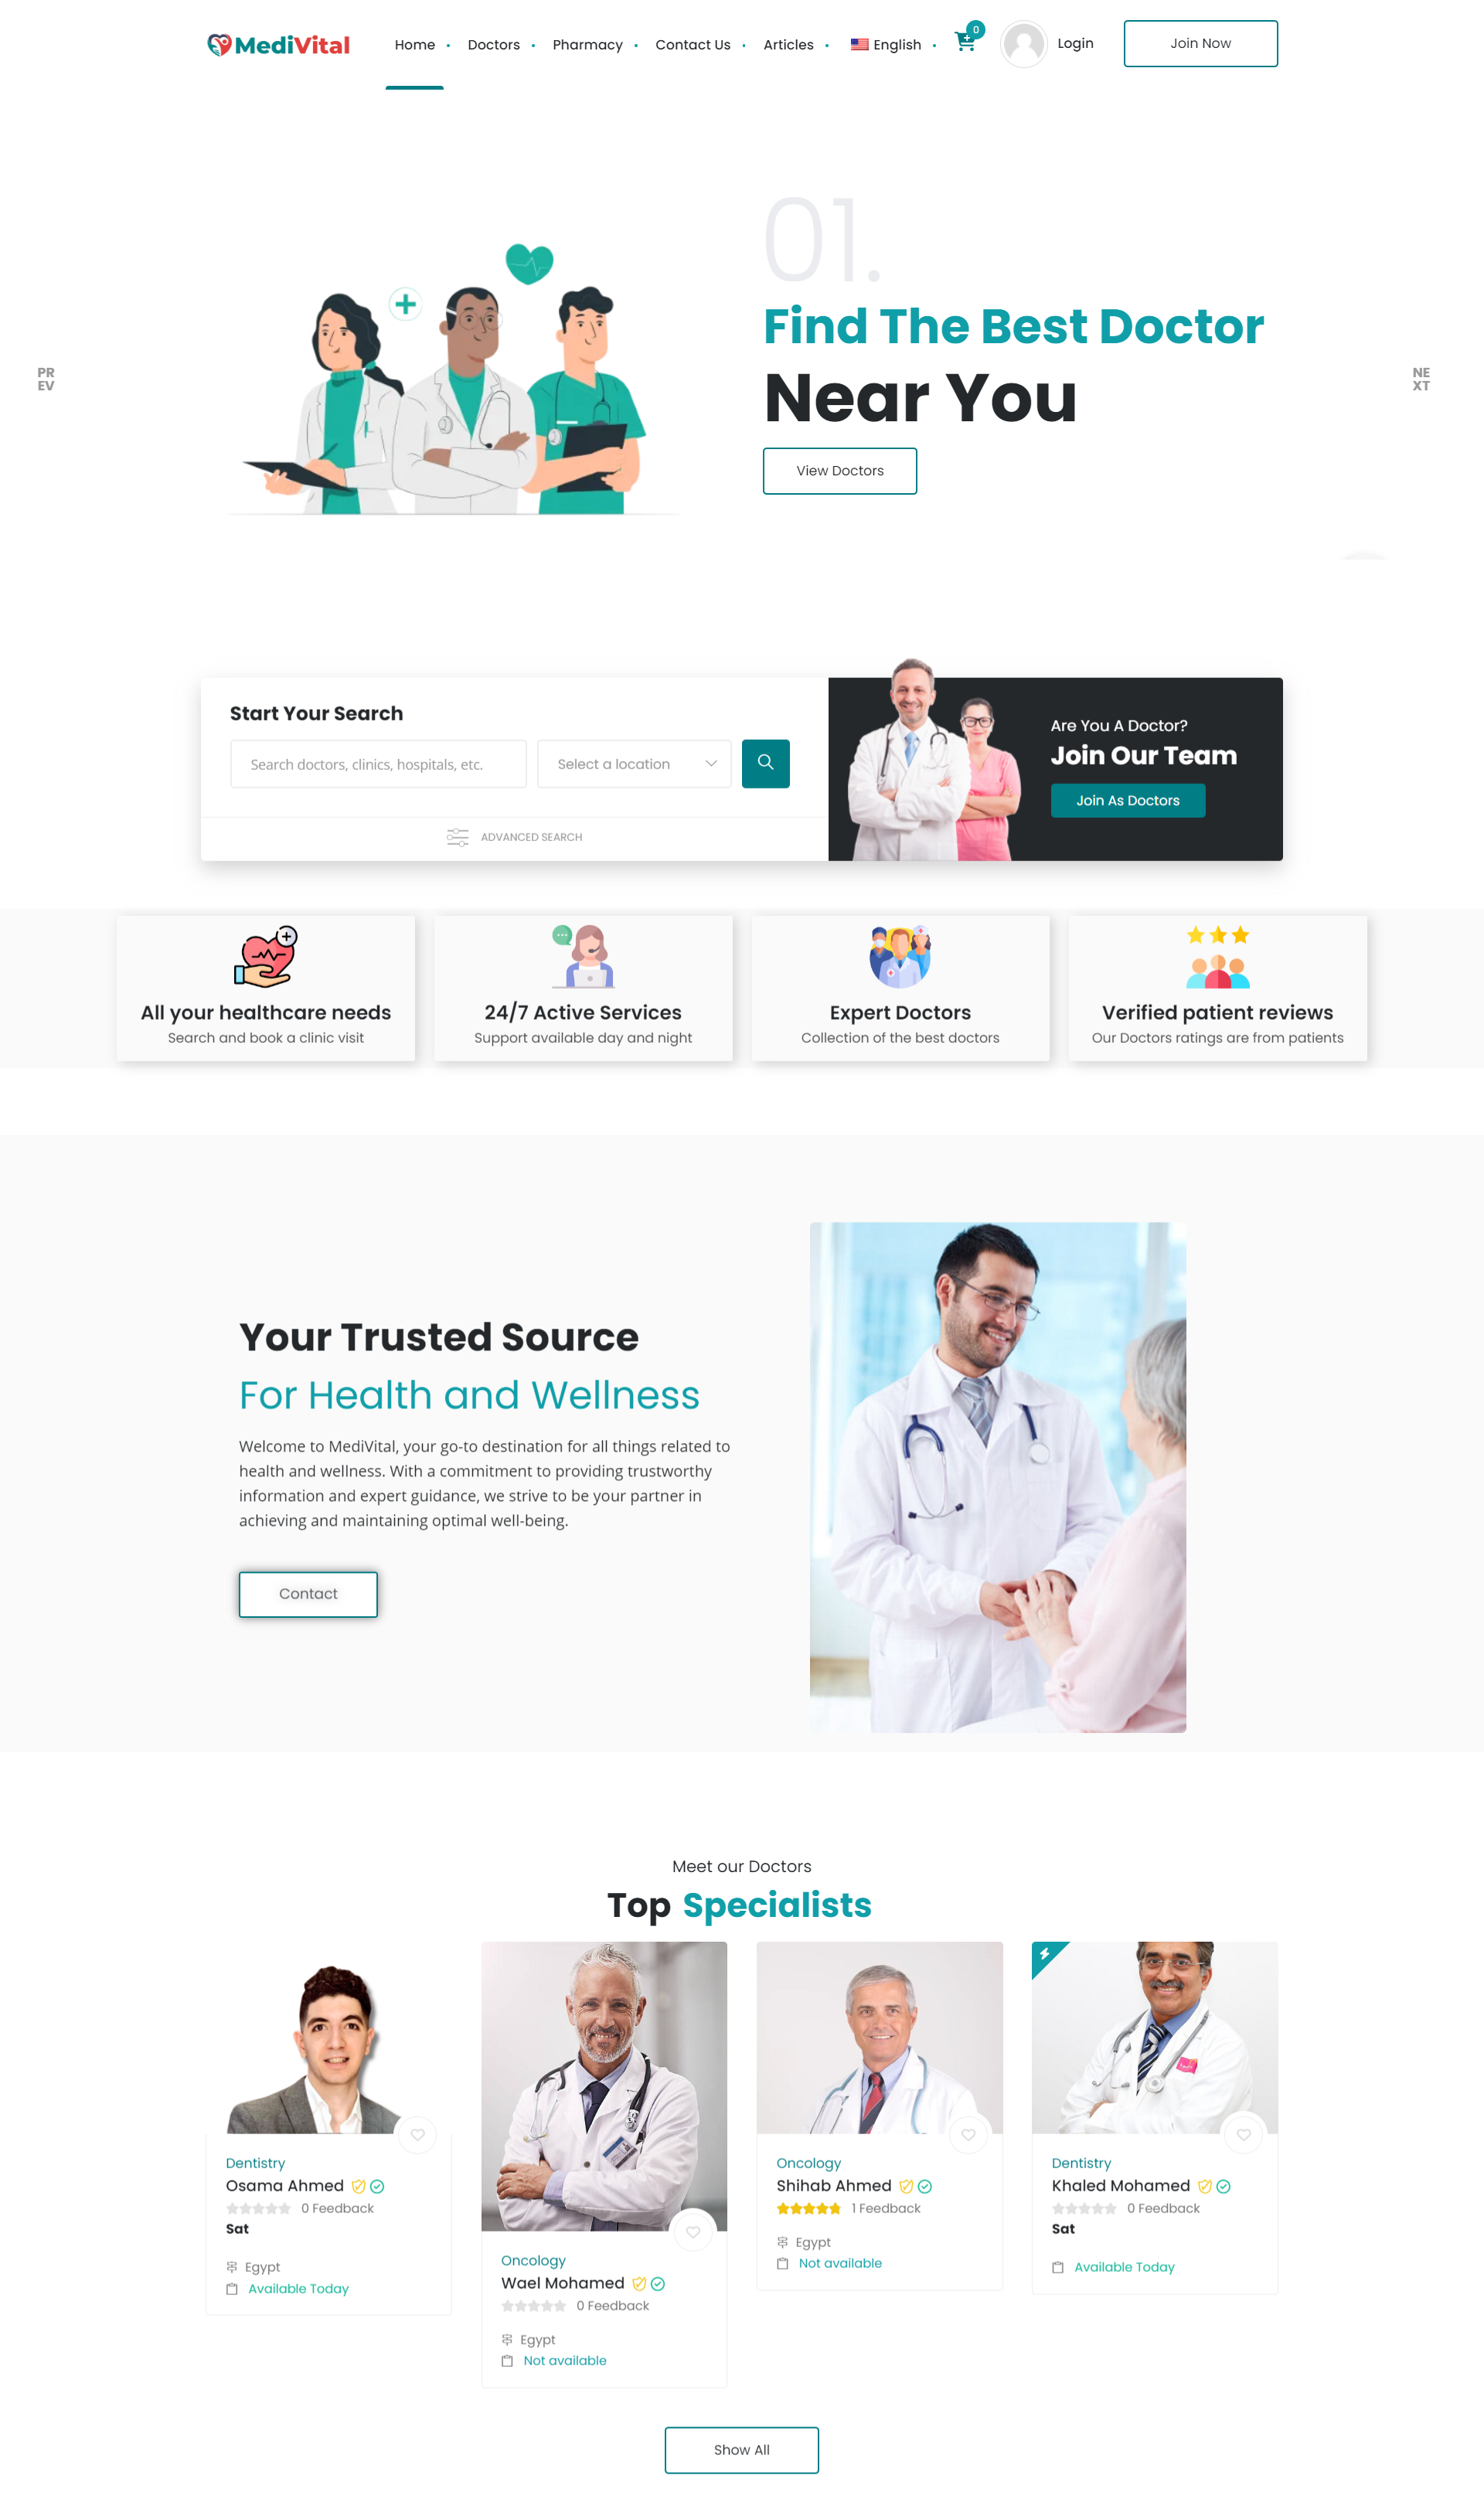 MediVital
Home
Doctors
Pharmacy
Contact Us
Articles
English
0
Login
Join Now
01.
Find The Best Doctor
Near You
View Doctors
PR
EV
NE
XT
Start Your Search
Search doctors, clinics, hospitals, etc.
Select a location
ADVANCED SEARCH
Are You A Doctor?
Join Our Team
Join As Doctors
All your healthcare needs
Search and book a clinic visit
24/7 Active Services
Support available day and night
Expert Doctors
Collection of the best doctors
Verified patient reviews
Our Doctors ratings are from patients
Your Trusted Source
For Health and Wellness
Welcome to MediVital, your go-to destination for all things related to
health and wellness. With a commitment to providing trustworthy
information and expert guidance, we strive to be your partner in
achieving and maintaining optimal well-being.
Contact
Meet our Doctors
Top Specialists
Dentistry
Osama Ahmed
0 Feedback
Sat
Egypt
Available Today
Oncology
Wael Mohamed
0 Feedback
Egypt
Not available
Oncology
Shihab Ahmed
1 Feedback
Egypt
Not available
Dentistry
Khaled Mohamed
0 Feedback
Sat
Available Today
Show All